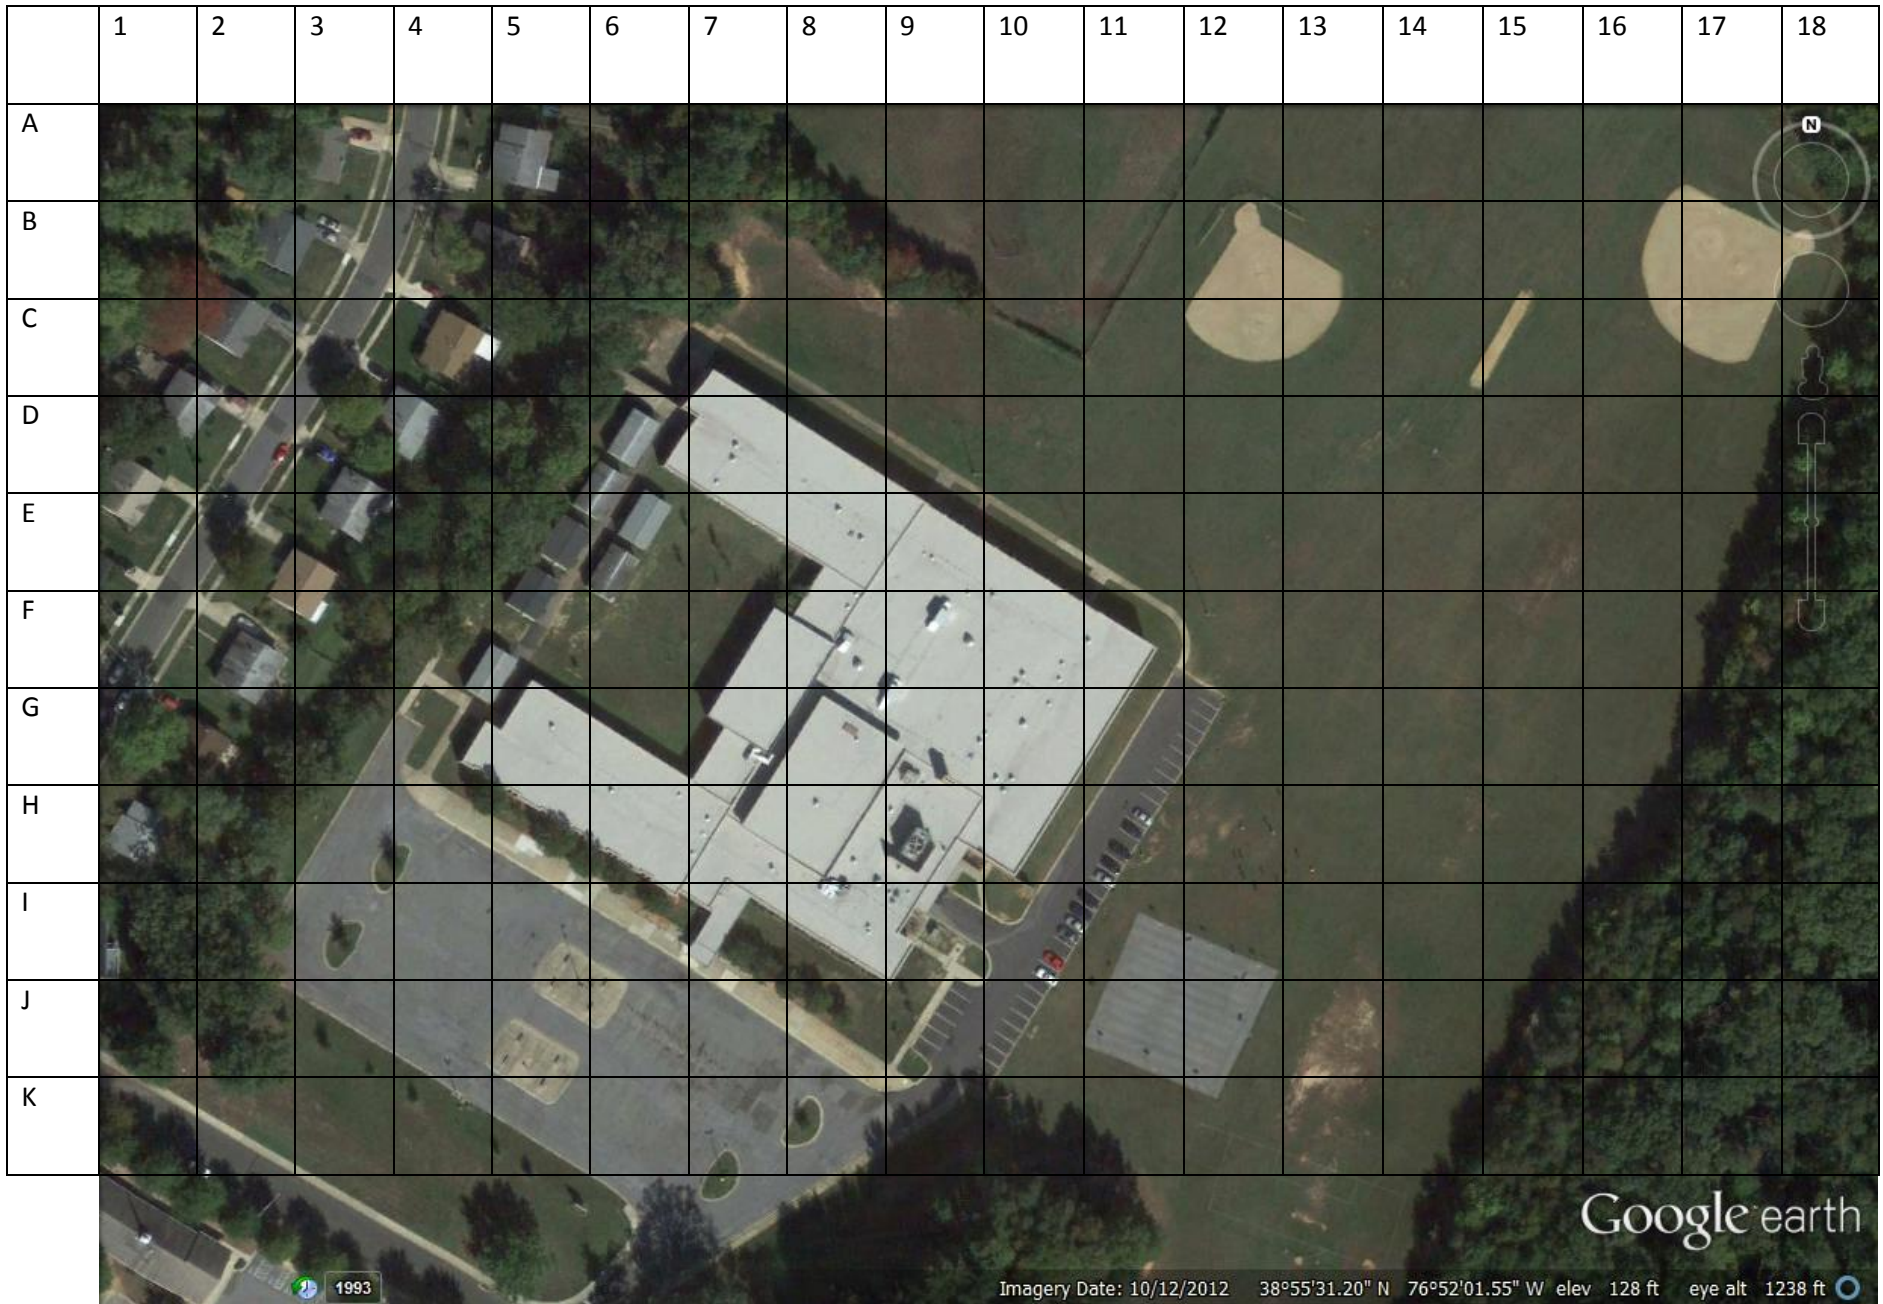 1 2 3 4 5 6 7 8 9 10 11 12 13 14 15 16 17 18
A
N
B
C
D
E
F
G
H
I
J
K
Google earth
1993
Imagery Date: 10/12/2012 38°55'31.20" N 76°52'01.55" W elev 128 ft eye alt 1238 ft